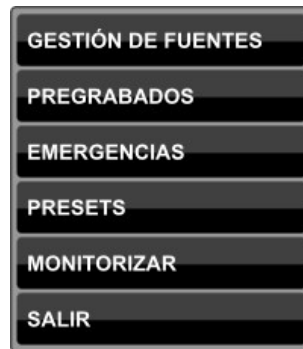 GESTIÓN DE FUENTES
PREGRABADOS
EMERGENCIAS
PRESETS
MONITORIZAR
SALIR